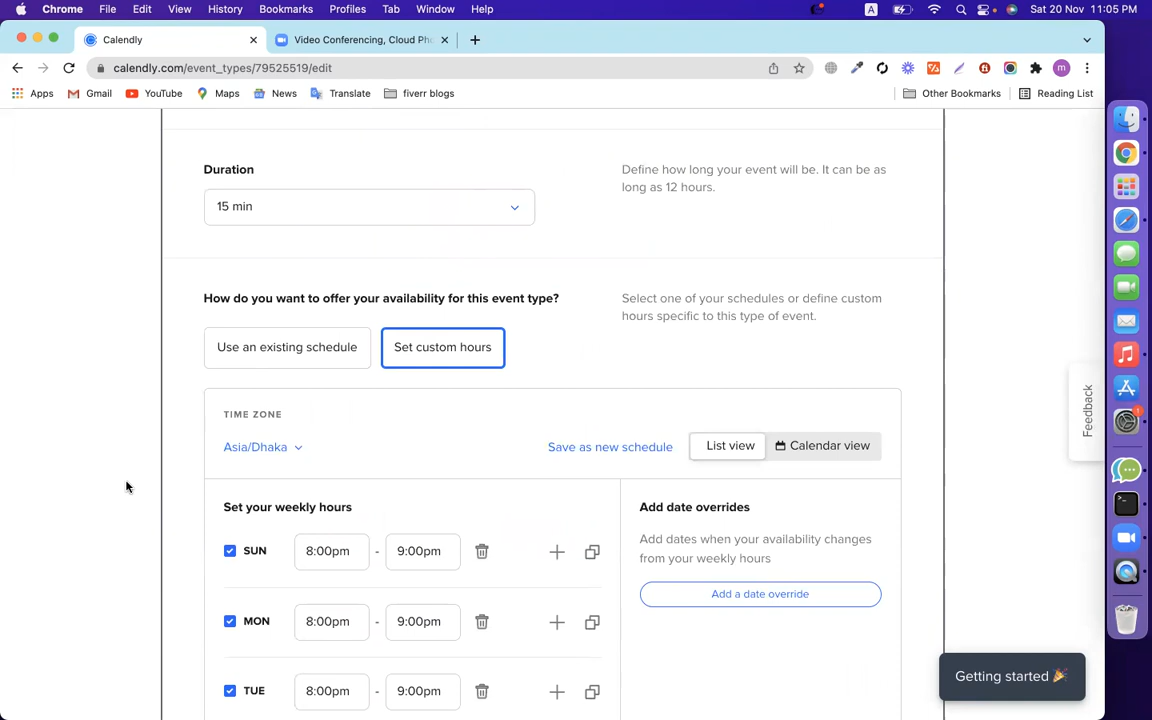 Chrome File Edit View History Bookmarks Profiles Tab Window Help A Sat 20 Nov 11:05 PM
Calendly Video Conferencing, Cloud Pho
calendly.com/event_types/79525519/edit
Apps Gmail YouTube Maps News Translate fiverr blogs Other Bookmarks Reading List
Duration
15 min
Define how long your event will be. It can be as
long as 12 hours.
How do you want to offer your availability for this event type?
Use an existing schedule Set custom hours
Select one of your schedules or define custom
hours specific to this type of event.
TIME ZONE
Asia/Dhaka Save as new schedule List view Calendar view
Set your weekly hours
SUN 8:00pm - 9:00pm
MON 8:00pm - 9:00pm
TUE 8:00pm - 9:00pm
Add date overrides
Add dates when your availability changes
from your weekly hours
Add a date override
Feedback
Getting started 🎉